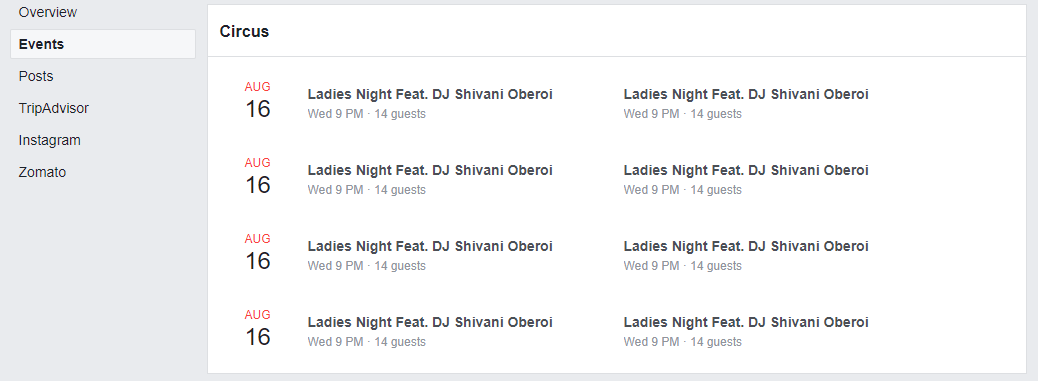 Overview
Events
Posts
TripAdvisor
Instagram
Zomato
Circus
AUG
16
Ladies Night Feat. DJ Shivani Oberoi
Wed 9 PM · 14 guests
Ladies Night Feat. DJ Shivani Oberoi
Wed 9 PM · 14 guests
AUG
16
Ladies Night Feat. DJ Shivani Oberoi
Wed 9 PM · 14 guests
Ladies Night Feat. DJ Shivani Oberoi
Wed 9 PM · 14 guests
AUG
16
Ladies Night Feat. DJ Shivani Oberoi
Wed 9 PM · 14 guests
Ladies Night Feat. DJ Shivani Oberoi
Wed 9 PM · 14 guests
AUG
16
Ladies Night Feat. DJ Shivani Oberoi
Wed 9 PM · 14 guests
Ladies Night Feat. DJ Shivani Oberoi
Wed 9 PM · 14 guests